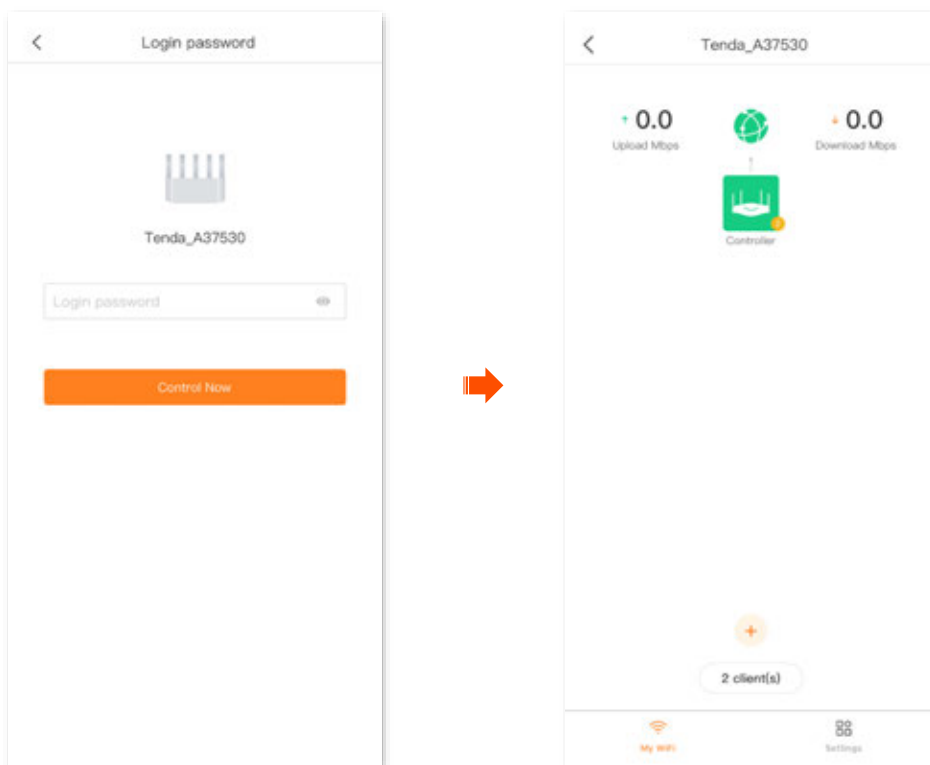 Login password
Tenda_A37530
Login password
Control Now
Tenda_A37530
0.0
Upload Mbps
0.0
Download Mbps
Controller
2 client(s)
My WiFi
Settings